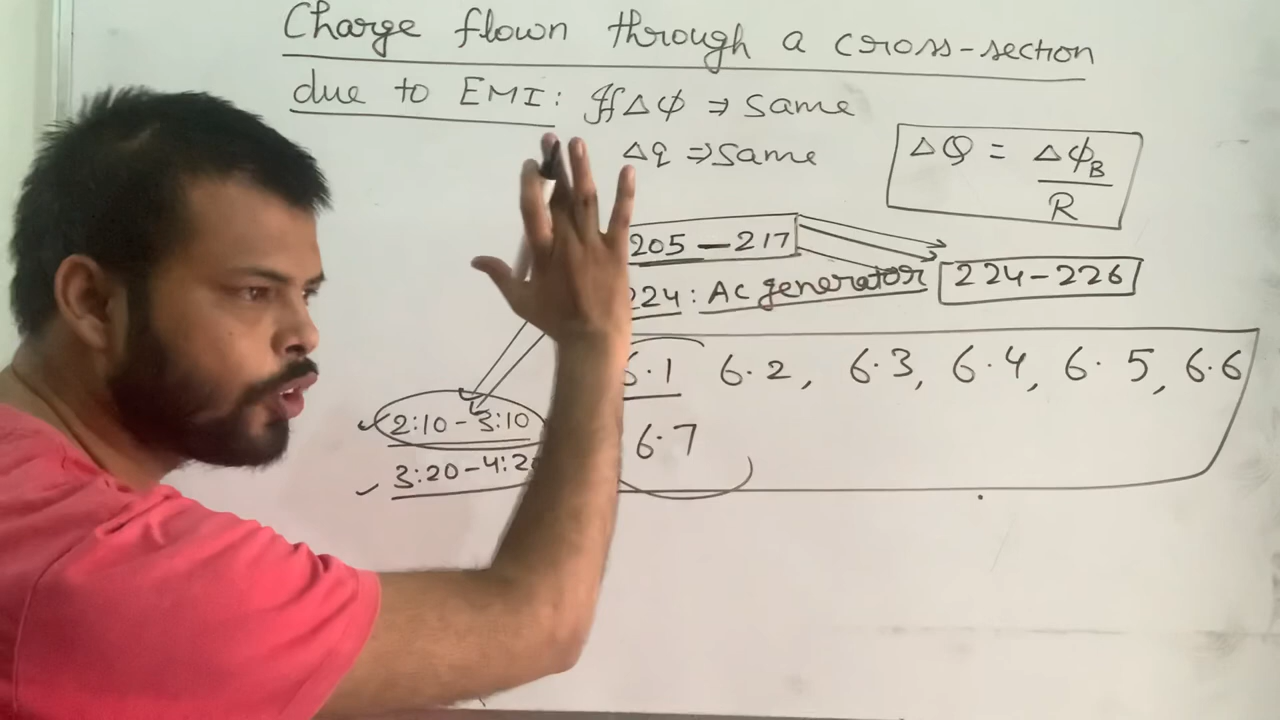 Charge flown through a cross-section
due to EMI: If Δϕ ⇒ same
Δq ⇒ same
ΔQ = Δϕ_B / R
205 — 217
224: AC generator 224-226
6.1 6.2, 6.3, 6.4, 6.5, 6.6
6.7
2:10 - 3:10
3:20-4:2